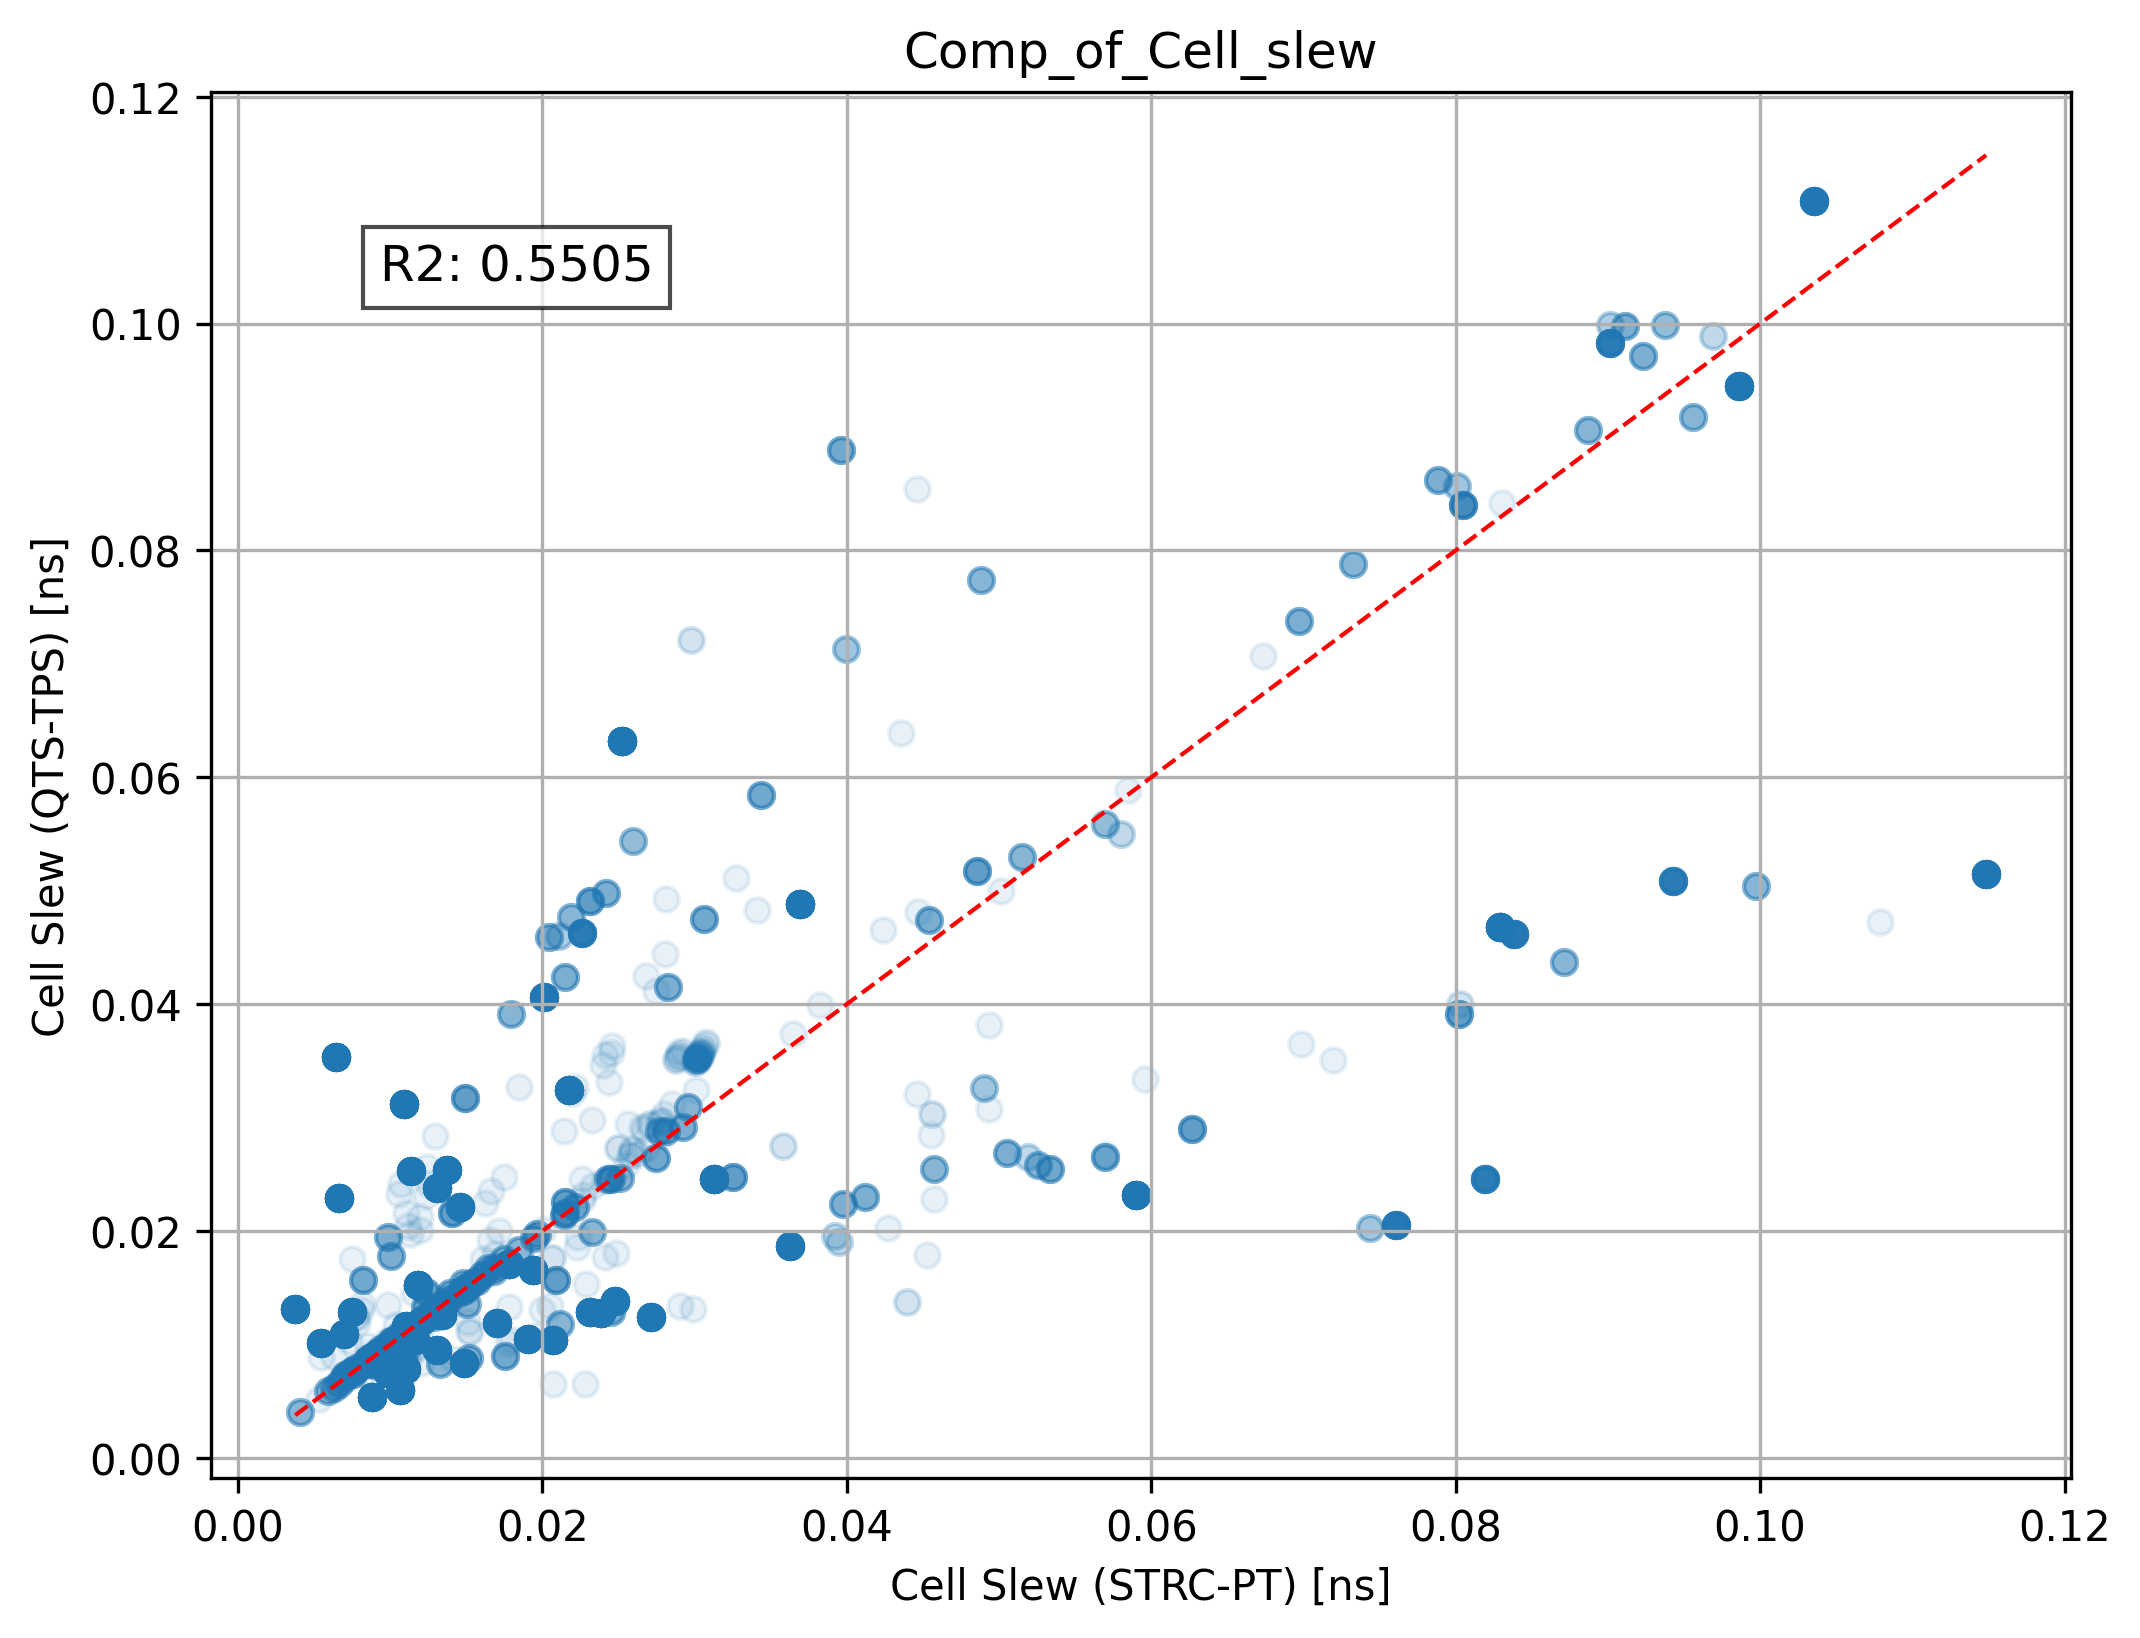 Comp_of_Cell_slew
0.12
0.10
0.08
0.06
0.04
0.02
0.00
Cell Slew (QTS-TPS) [ns]
R2: 0.5505
0.00 0.02 0.04 0.06 0.08 0.10 0.12
Cell Slew (STRC-PT) [ns]